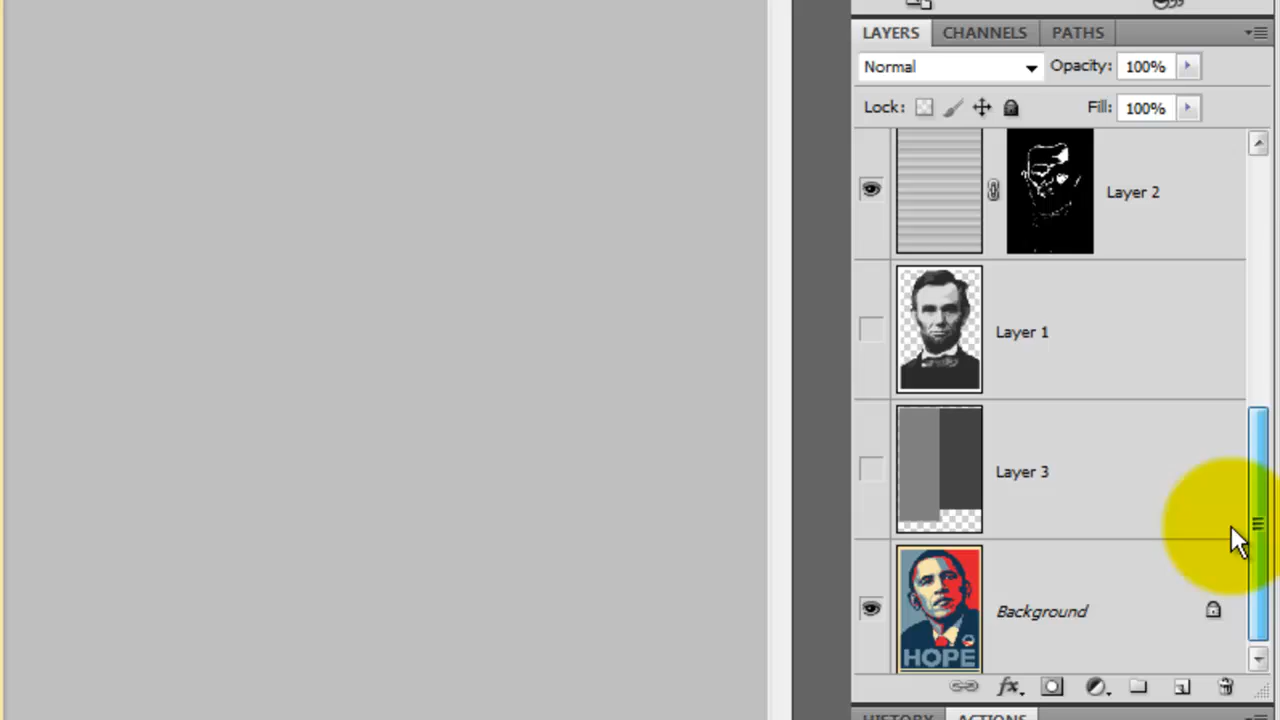 LAYERS CHANNELS PATHS
Normal Opacity: 100%
Lock: Fill: 100%
Layer 2
Layer 1
Layer 3
Background
HOPE
fx
HISTORY ACTIONS